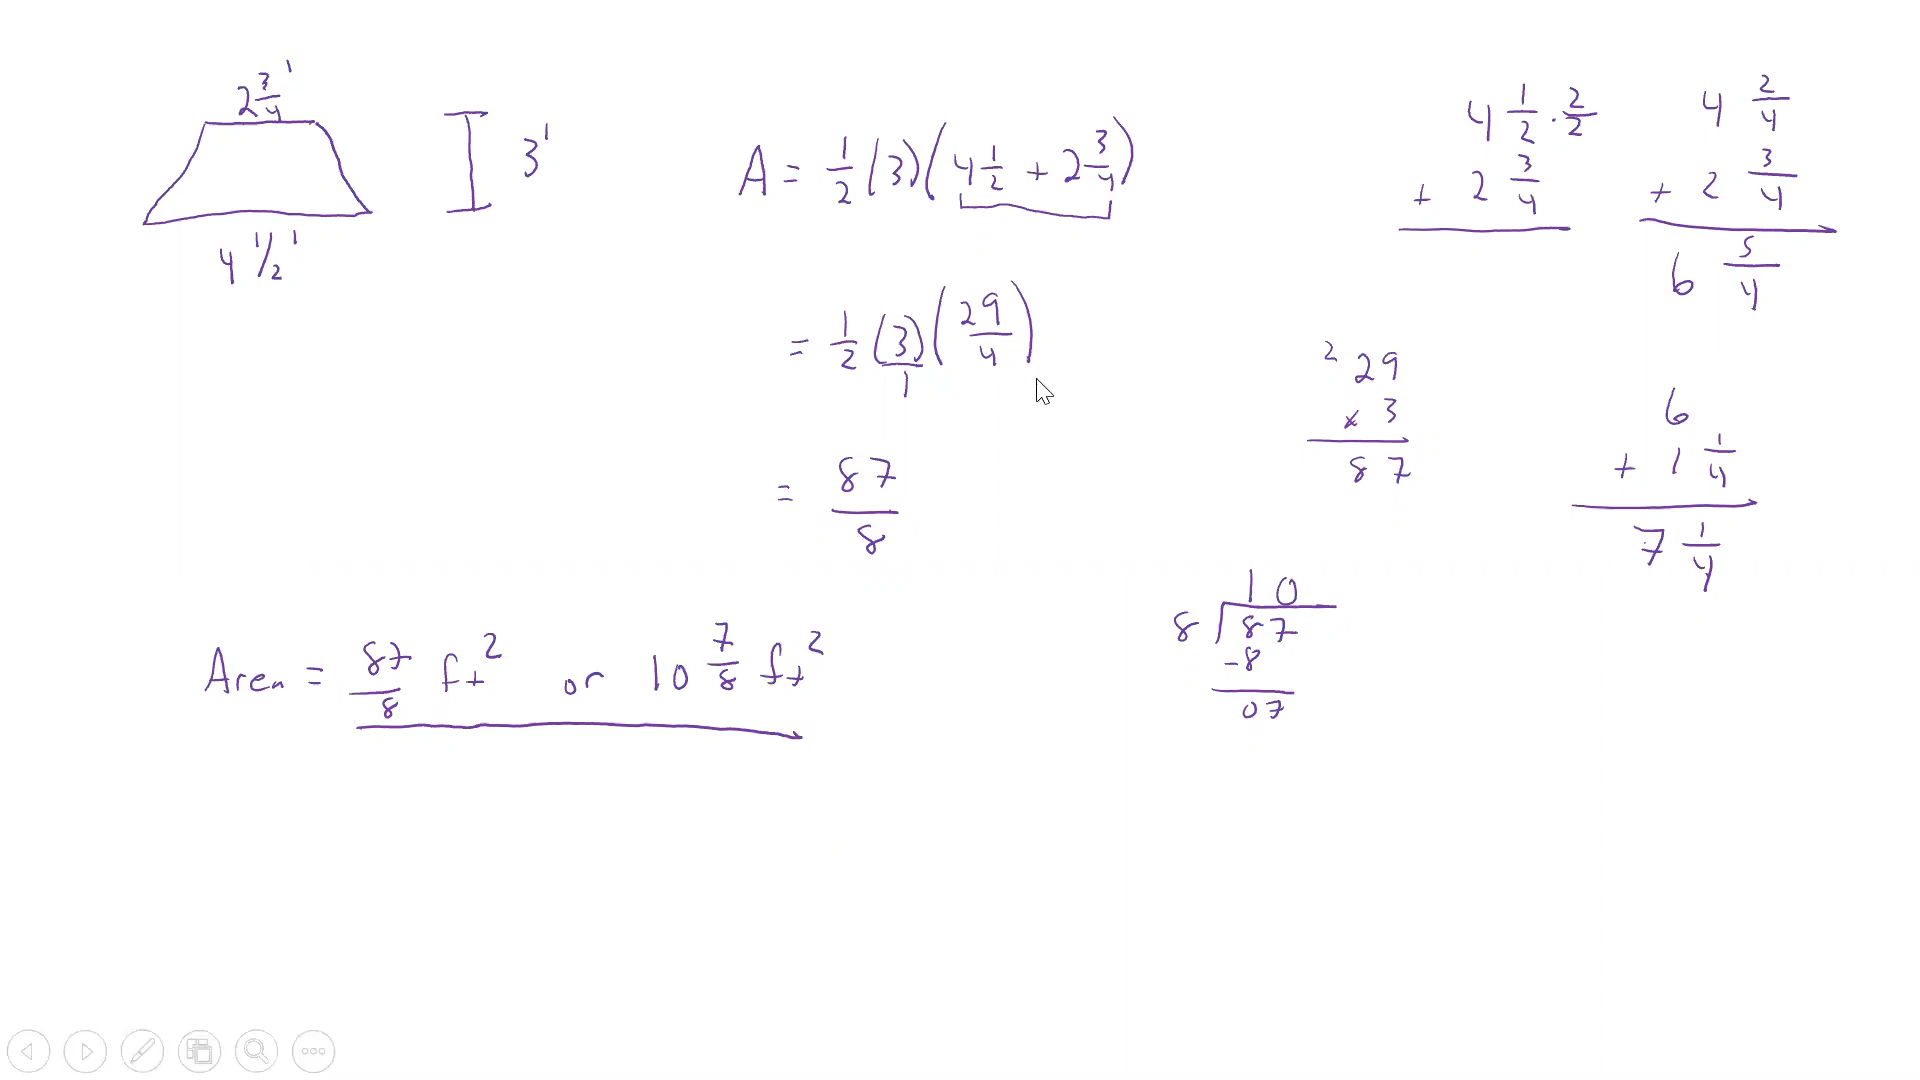 2 3/4 '
3'
4 1/2 '
A = 1/2 (3)(4 1/2 + 2 3/4)
= 1/2 (3)/1 (29/4)
= 87/8
Area = 87/8 ft² or 10 7/8 ft²
4 1/2 · 2/2
+ 2 3/4
4 2/4
+ 2 3/4
6 5/4
2
29
x 3
87
6
+ 1 1/4
7 1/4
10
8 87
-8
07